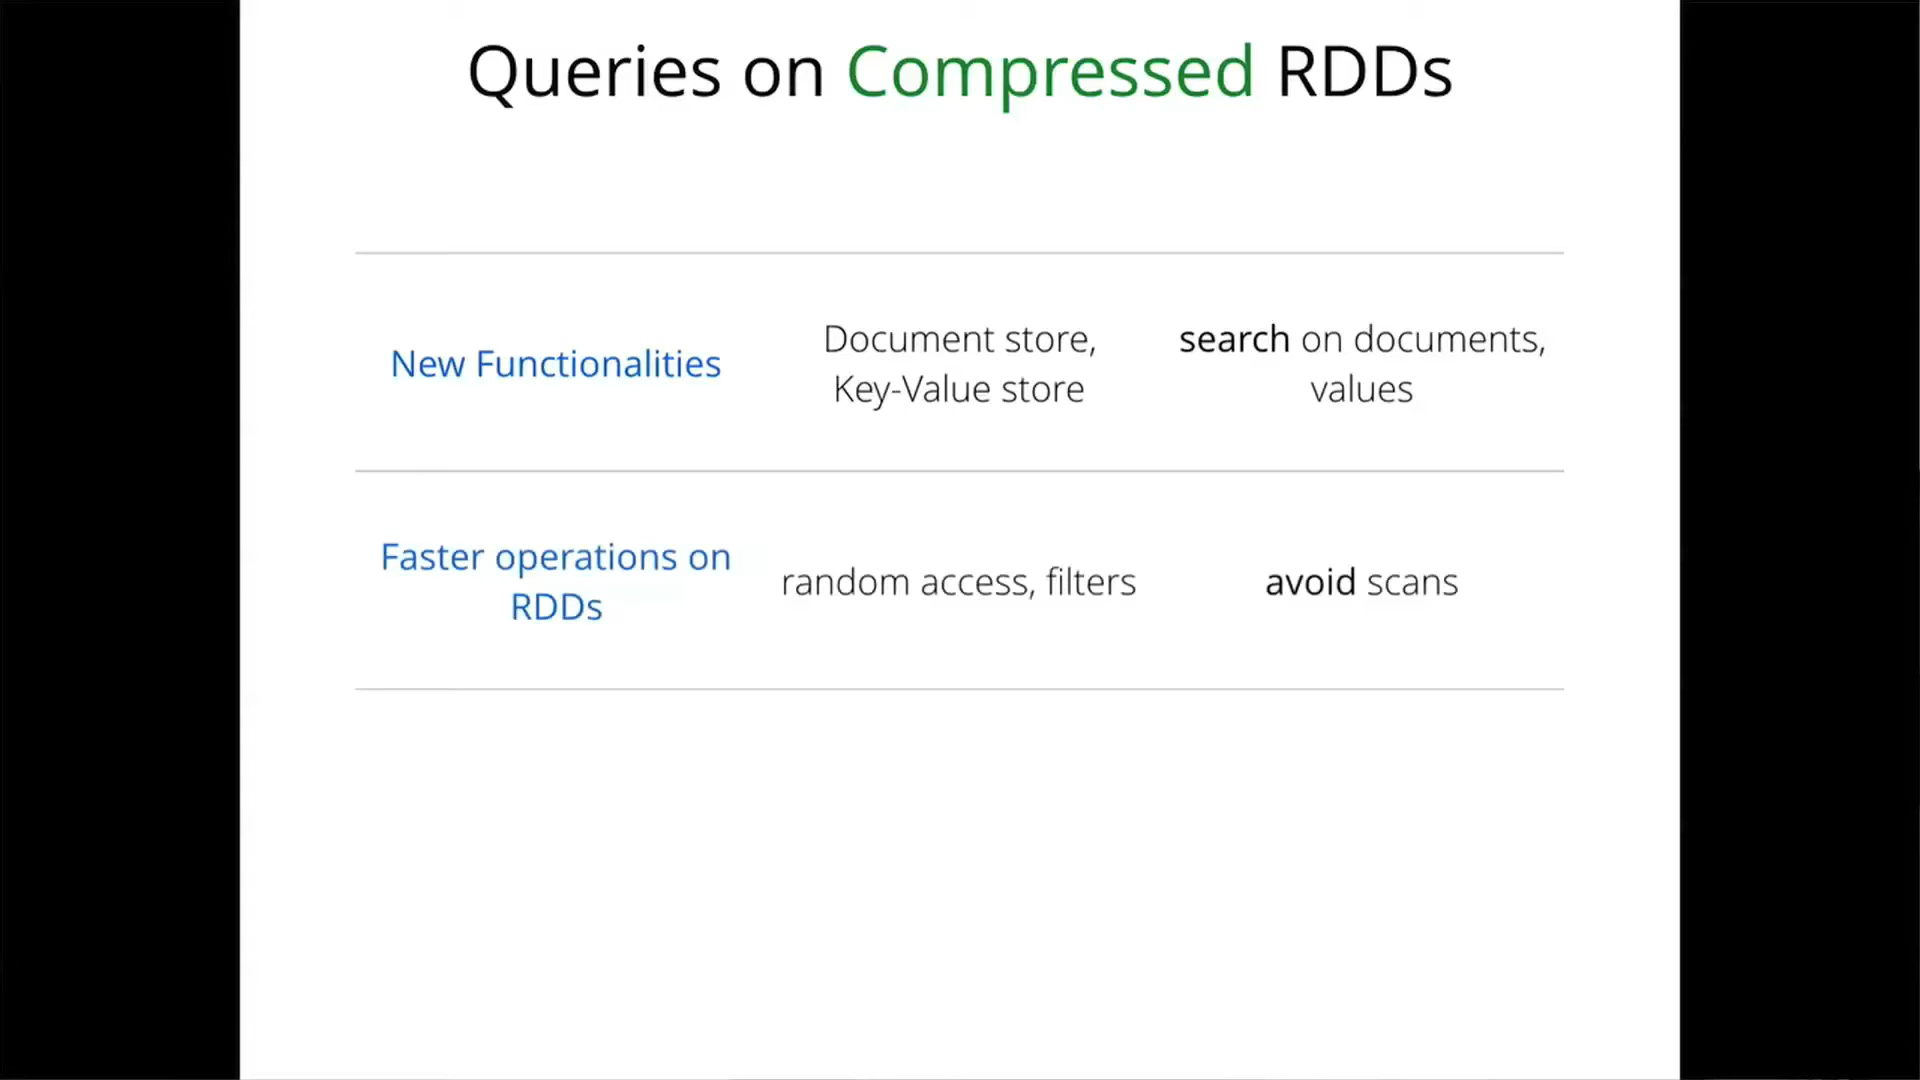 Queries on Compressed RDDs
New Functionalities
Document store,
Key-Value store
search on documents,
values
Faster operations on
RDDs
random access, filters
avoid scans